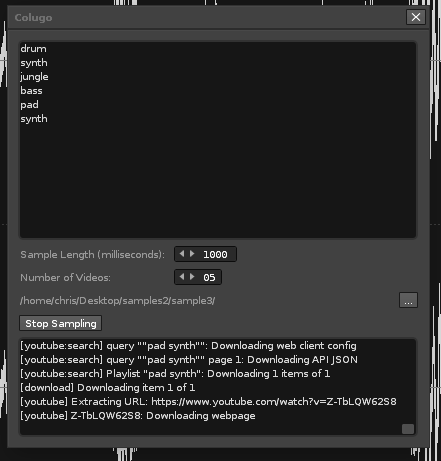 Colugo
drum
synth
jungle
bass
pad
synth
Sample Length (milliseconds): 1000
Number of Videos: 05
/home/chris/Desktop/samples2/sample3/ ...
Stop Sampling
[youtube:search] query ""pad synth"": Downloading web client config
[youtube:search] query ""pad synth"" page 1: Downloading API JSON
[youtube:search] Playlist "pad synth": Downloading 1 items of 1
[download] Downloading item 1 of 1
[youtube] Extracting URL: https://www.youtube.com/watch?v=Z-TbLQW62S8
[youtube] Z-TbLQW62S8: Downloading webpage